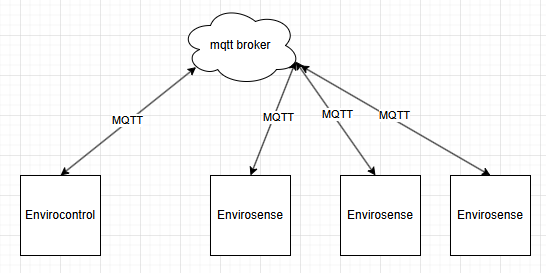 mqtt broker
MQTT
MQTT
MQTT
MQTT
Envirocontrol
Envirosense
Envirosense
Envirosense